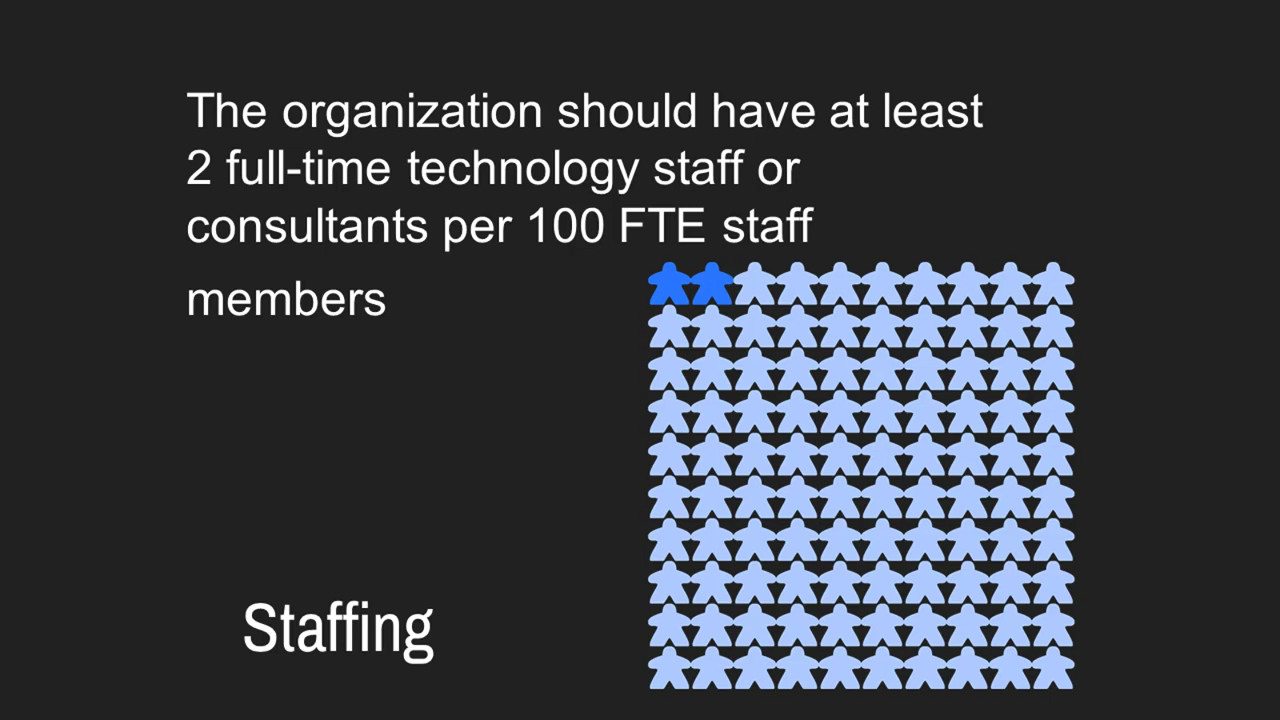 The organization should have at least
2 full-time technology staff or
consultants per 100 FTE staff
members
Staffing